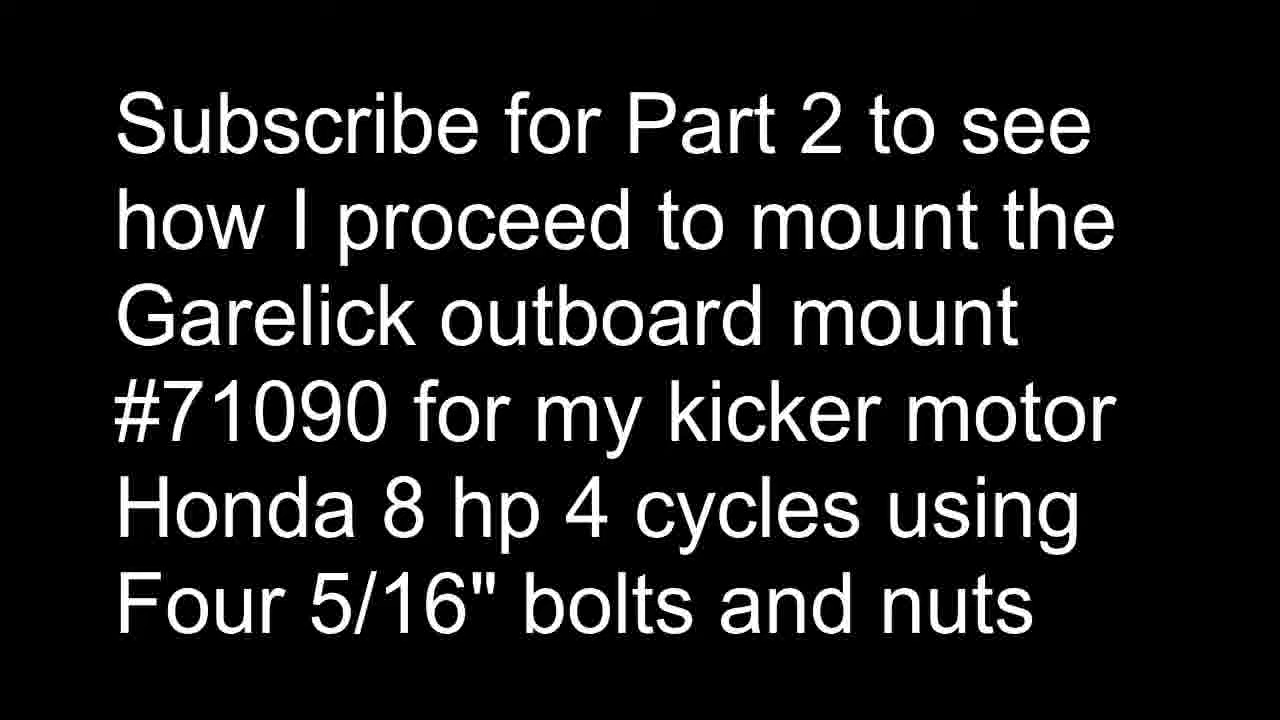 Subscribe for Part 2 to see
how I proceed to mount the
Garelick outboard mount
#71090 for my kicker motor
Honda 8 hp 4 cycles using
Four 5/16" bolts and nuts